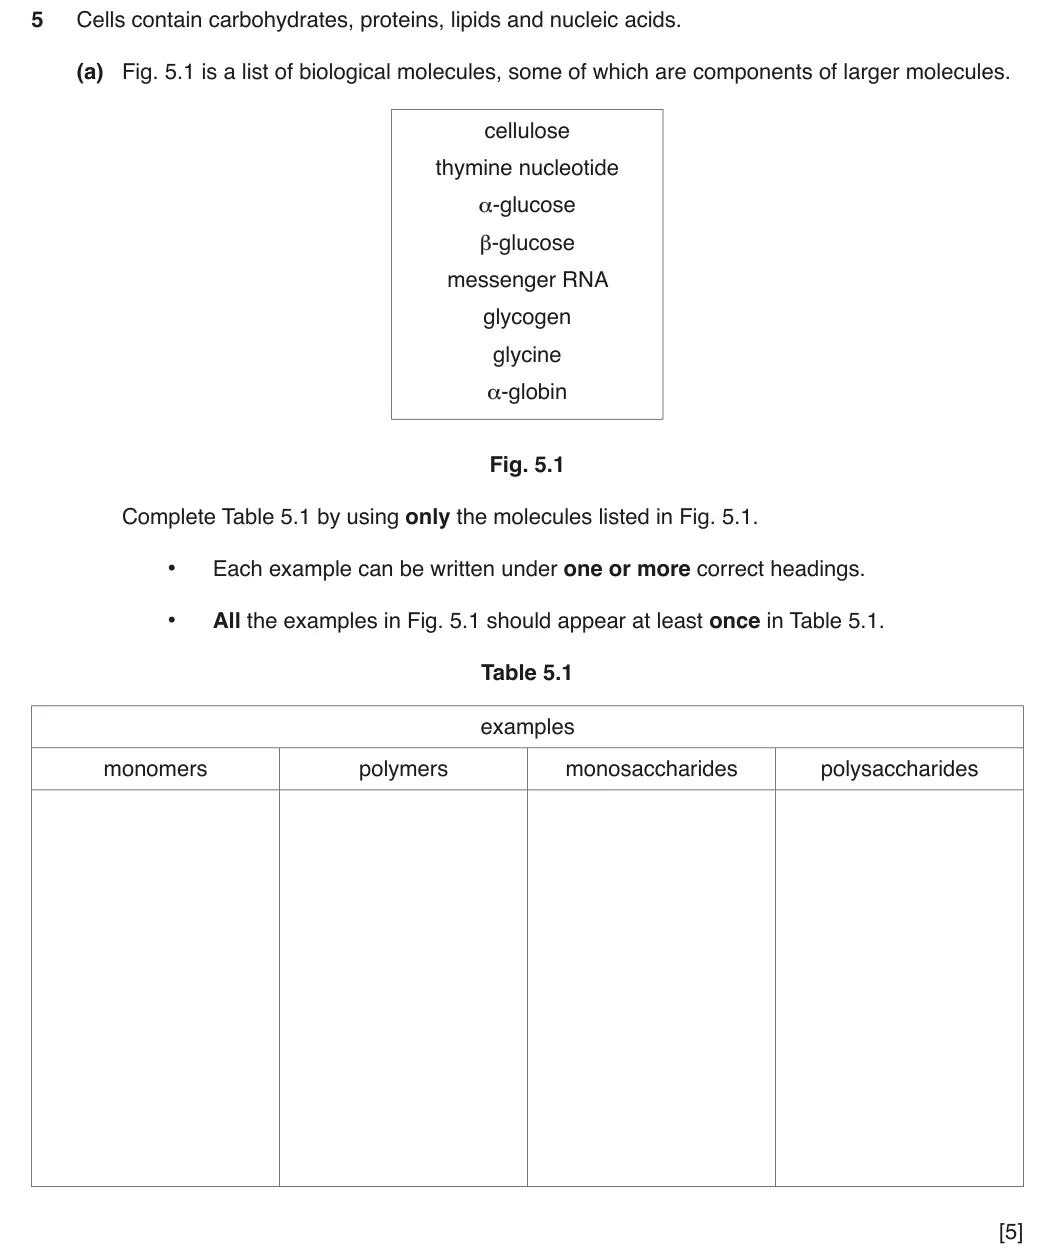 5 Cells contain carbohydrates, proteins, lipids and nucleic acids.
(a) Fig. 5.1 is a list of biological molecules, some of which are components of larger molecules.
cellulose
thymine nucleotide
α-glucose
β-glucose
messenger RNA
glycogen
glycine
α-globin
Fig. 5.1
Complete Table 5.1 by using only the molecules listed in Fig. 5.1.
• Each example can be written under one or more correct headings.
• All the examples in Fig. 5.1 should appear at least once in Table 5.1.
Table 5.1
examples
monomers polymers monosaccharides polysaccharides
[5]